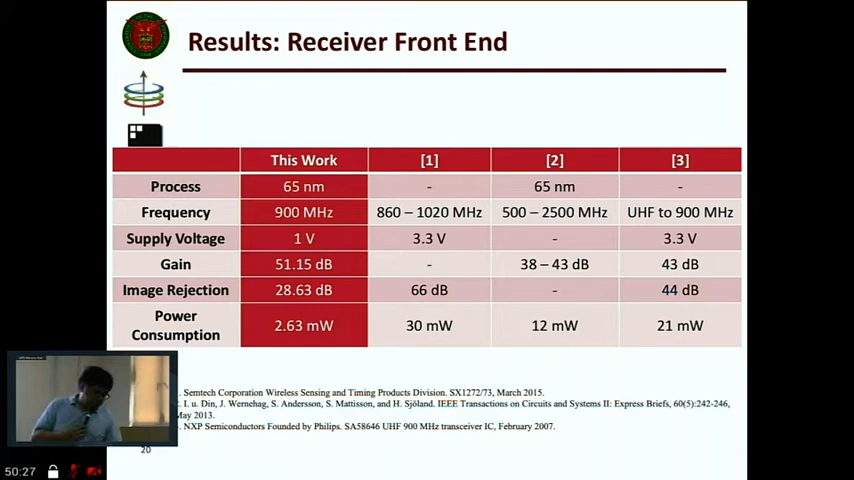 Results: Receiver Front End
This Work [1] [2] [3]
Process 65 nm - 65 nm -
Frequency 900 MHz 860 – 1020 MHz 500 – 2500 MHz UHF to 900 MHz
Supply Voltage 1 V 3.3 V - 3.3 V
Gain 51.15 dB - 38 – 43 dB 43 dB
Image Rejection 28.63 dB 66 dB - 44 dB
Power
Consumption 2.63 mW 30 mW 12 mW 21 mW
. Semtech Corporation Wireless Sensing and Timing Products Division. SX1272/73, March 2015.
. I. u. Din, J. Wernehag, S. Andersson, S. Mattisson, and H. Sjöland. IEEE Transactions on Circuits and Systems II: Express Briefs, 60(5):242-246,
May 2013.
. NXP Semiconductors Founded by Philips. SA58646 UHF 900 MHz transceiver IC, February 2007.
20
50:27